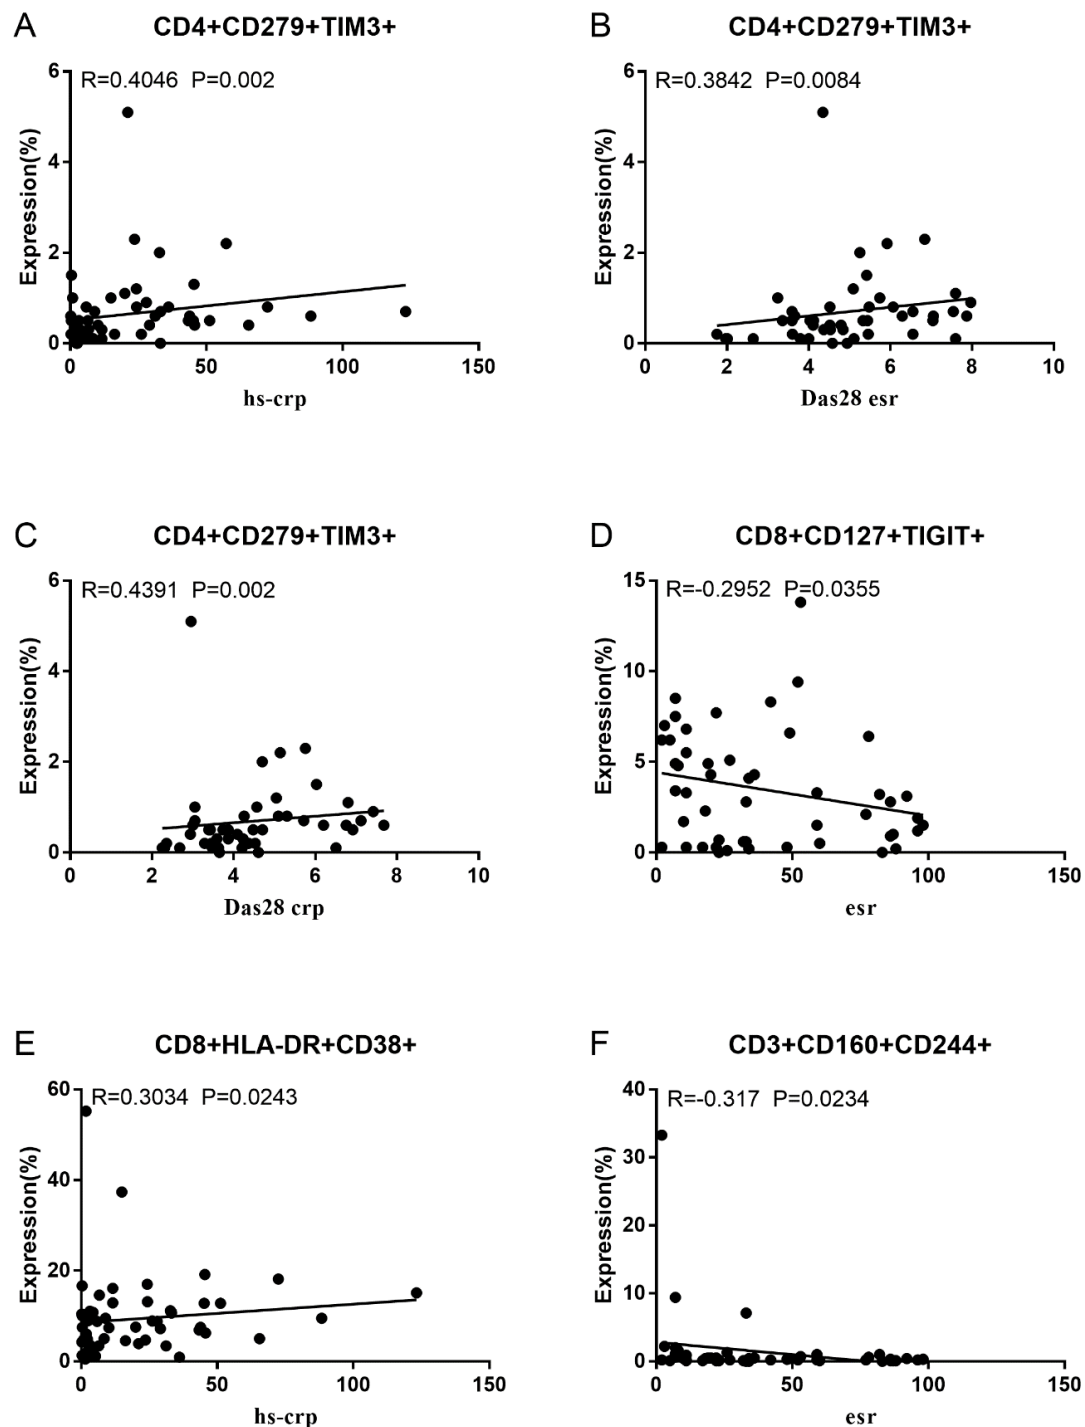 A
CD4+CD279+TIM3+
R=0.4046 P=0.002
Expression(%)
6
4
2
0
0 50 100 150
hs-crp
B
CD4+CD279+TIM3+
R=0.3842 P=0.0084
Expression(%)
6
4
2
0
0 2 4 6 8 10
Das28 esr
C
CD4+CD279+TIM3+
R=0.4391 P=0.002
Expression(%)
6
4
2
0
0 2 4 6 8 10
Das28 crp
D
CD8+CD127+TIGIT+
R=-0.2952 P=0.0355
Expression(%)
15
10
5
0
0 50 100 150
esr
E
CD8+HLA-DR+CD38+
R=0.3034 P=0.0243
Expression(%)
60
40
20
0
0 50 100 150
hs-crp
F
CD3+CD160+CD244+
R=-0.317 P=0.0234
Expression(%)
40
30
20
10
0
0 50 100 150
esr